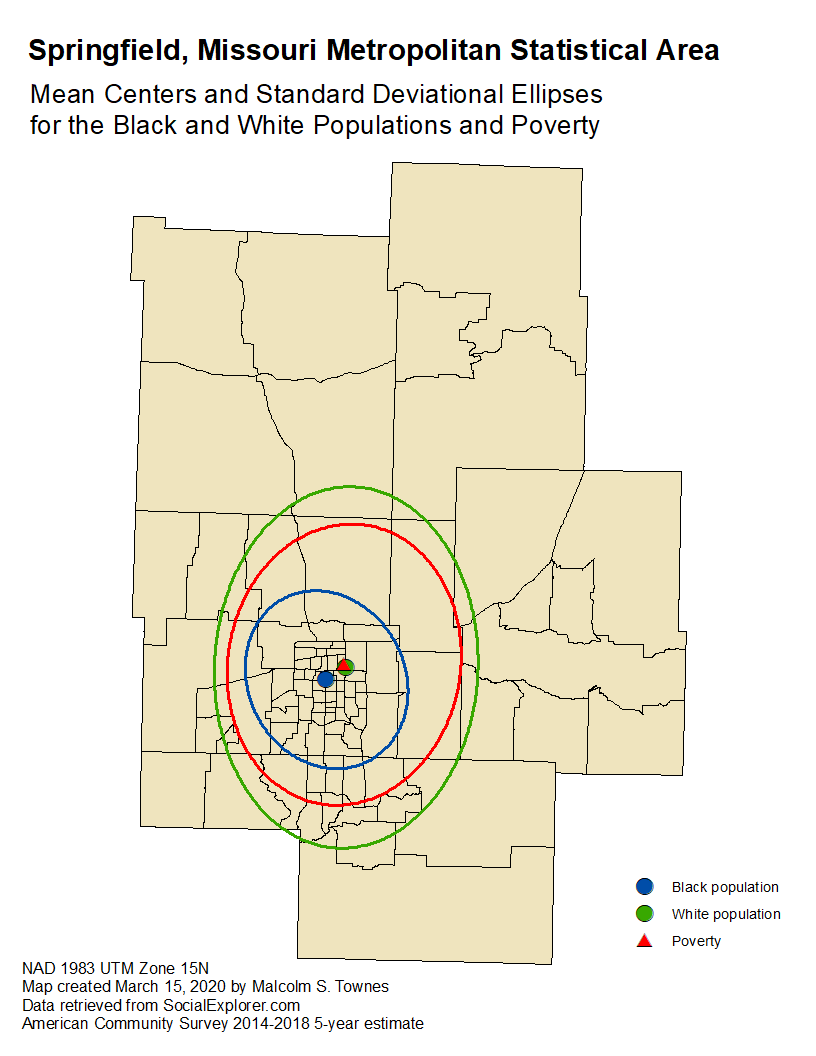 Springfield, Missouri Metropolitan Statistical Area
Mean Centers and Standard Deviational Ellipses
for the Black and White Populations and Poverty
Black population
White population
Poverty
NAD 1983 UTM Zone 15N
Map created March 15, 2020 by Malcolm S. Townes
Data retrieved from SocialExplorer.com
American Community Survey 2014-2018 5-year estimate